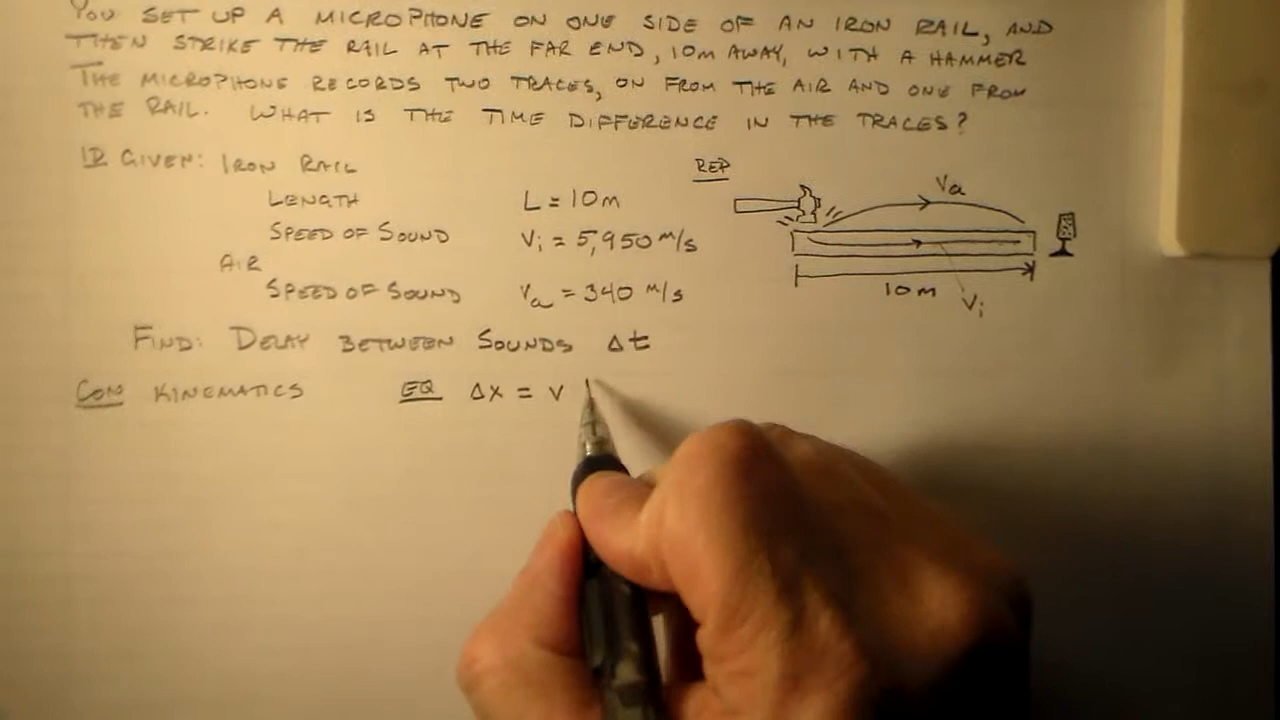 YOU SET UP A MICROPHONE ON ONE SIDE OF AN IRON RAIL, AND
THEN STRIKE THE RAIL AT THE FAR END, 10m AWAY, WITH A HAMMER
THE MICROPHONE RECORDS TWO TRACES, ON FROM THE AIR AND ONE FROM
THE RAIL. WHAT IS THE TIME DIFFERENCE IN THE TRACES?
ID GIVEN: IRON RAIL
LENGTH L = 10m
SPEED OF SOUND Vi = 5,950 m/s
AIR
SPEED OF SOUND Va = 340 m/s
REP
Va
10m
Vi
FIND: DELAY BETWEEN SOUNDS Δt
CON KINEMATICS EQ Δx = v